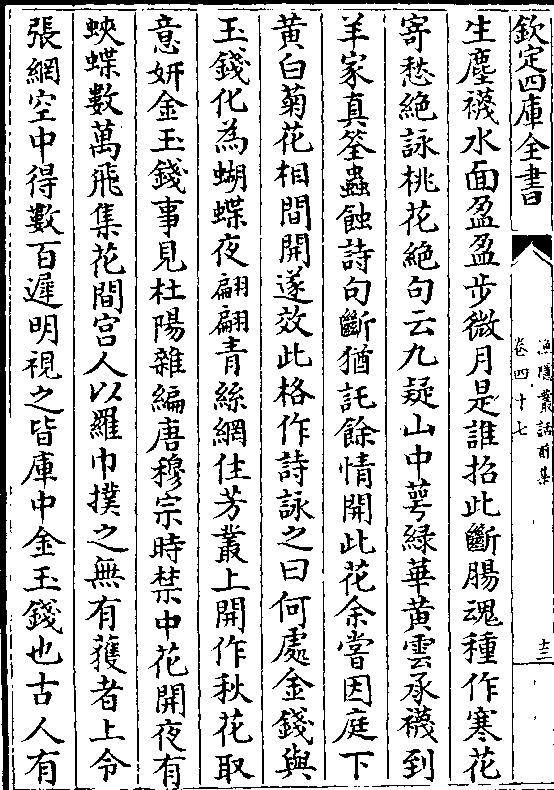 欽定四庫全書
漁隱叢話前集
卷四十七
十三
生塵襪水面盈盈步微月是誰招此斷腸魂種作寒花
寄愁絶詠桃花絶句云九疑山中萼緑華黄雲承襪到
羊家真筌蟲蝕詩句斷猶託餘情開此花余嘗因庭下
黄白菊花相間開遂效此格作詩詠之曰何處金錢與
玉錢化為蝴蝶夜翩翩青絲網住芳叢上開作秋花取
意妍金玉錢事見杜陽雜編唐穆宗時禁中花開夜有
蛺蝶數萬飛集花間宫人以羅巾撲之無有獲者上令
張網空中得數百遲明視之皆庫中金玉錢也古人有